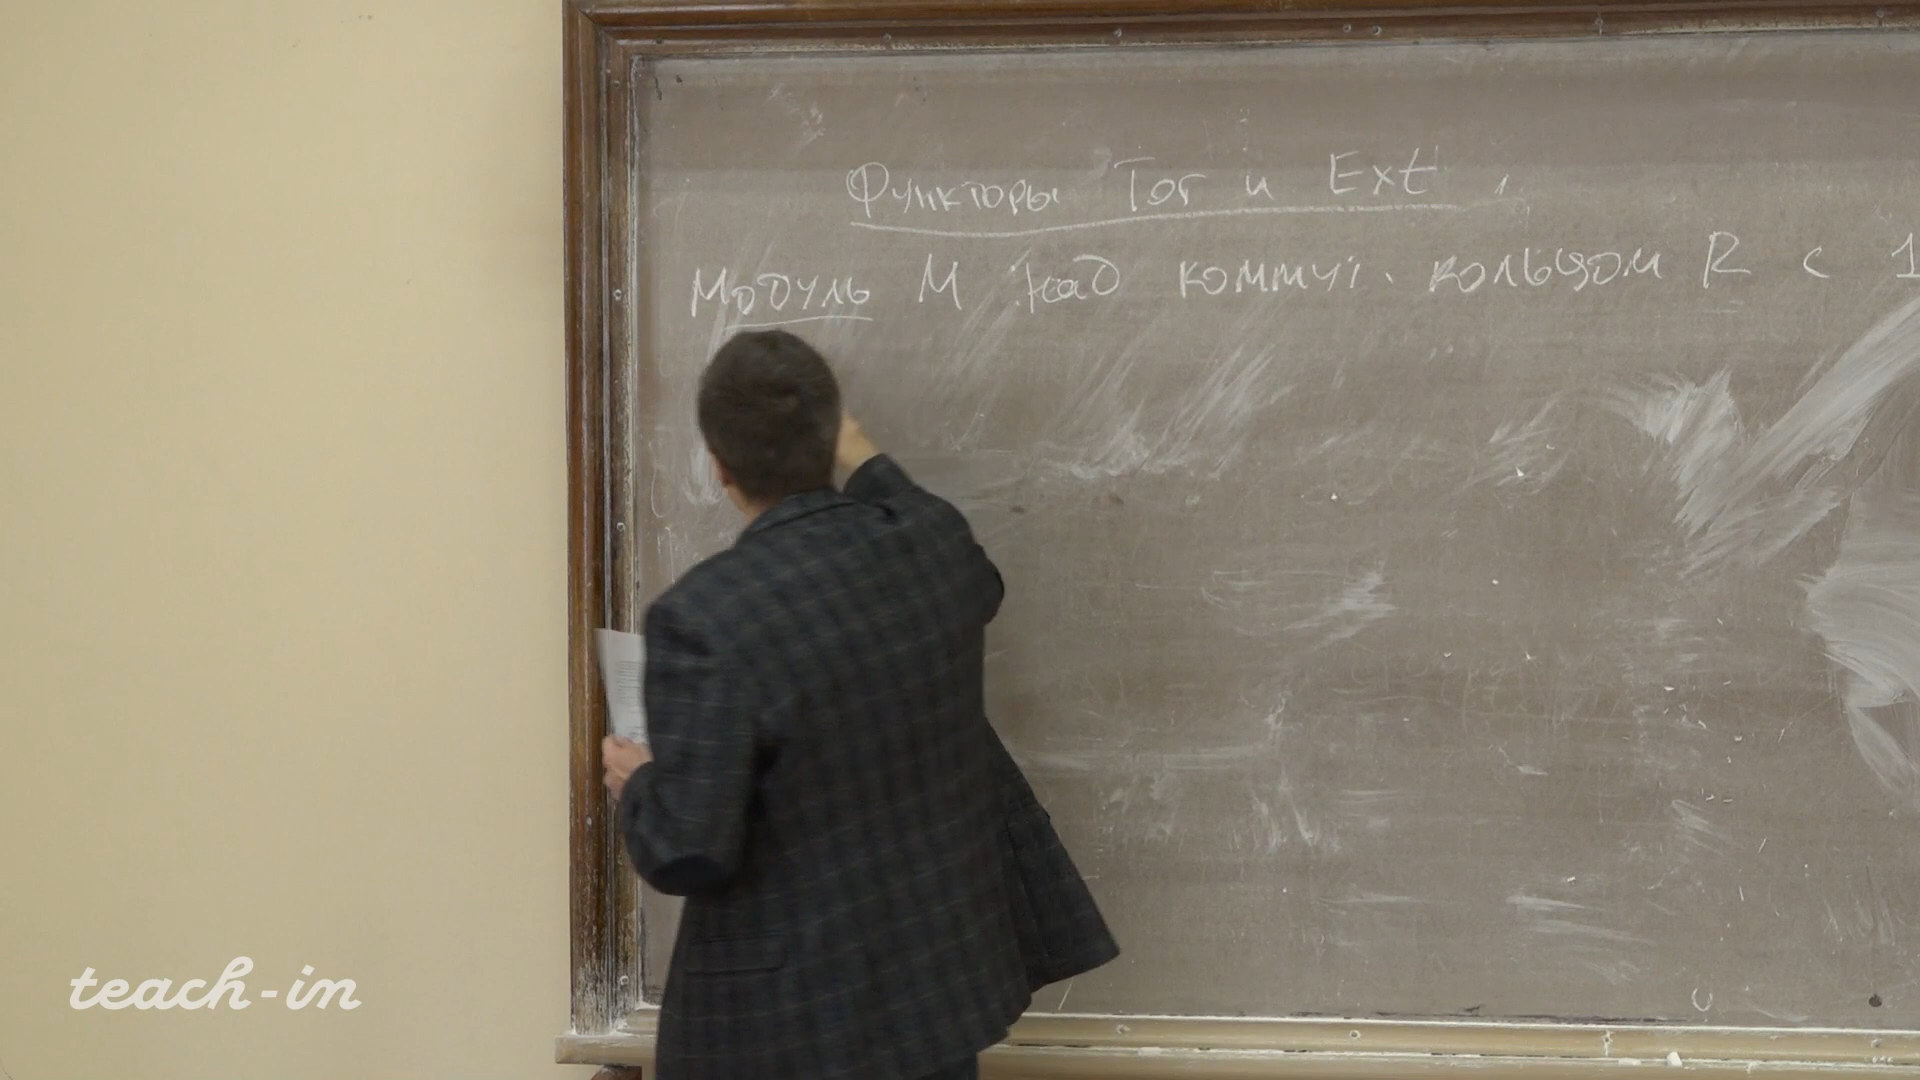 Функторы Tor и Ext
Модуль M над коммут. кольцом R с 1
teach-in